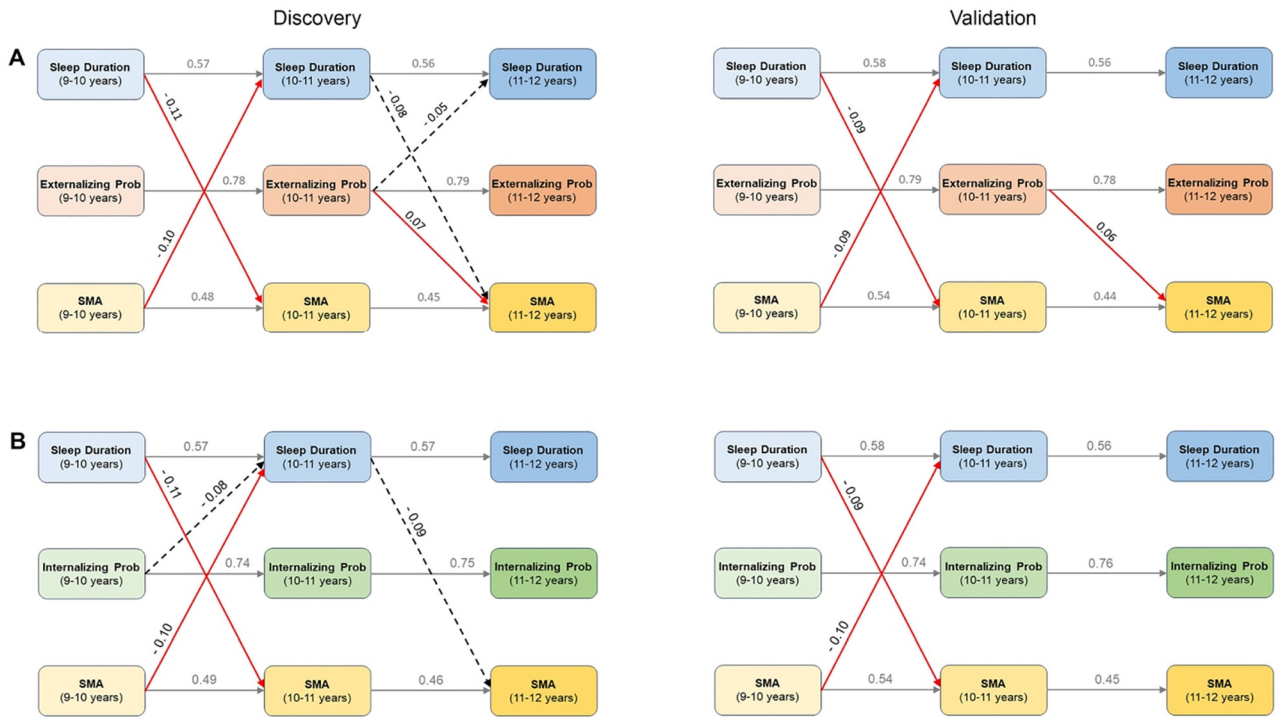 Discovery
Validation
A
Sleep Duration
(9-10 years)
0.57
Sleep Duration
(10-11 years)
0.56
Sleep Duration
(11-12 years)
- 0.11
- 0.08
- 0.05
Externalizing Prob
(9-10 years)
0.78
Externalizing Prob
(10-11 years)
0.79
Externalizing Prob
(11-12 years)
- 0.10
0.07
SMA
(9-10 years)
0.48
SMA
(10-11 years)
0.45
SMA
(11-12 years)
Sleep Duration
(9-10 years)
0.58
Sleep Duration
(10-11 years)
0.56
Sleep Duration
(11-12 years)
- 0.09
Externalizing Prob
(9-10 years)
0.79
Externalizing Prob
(10-11 years)
0.78
Externalizing Prob
(11-12 years)
- 0.09
0.06
SMA
(9-10 years)
0.54
SMA
(10-11 years)
0.44
SMA
(11-12 years)
B
Sleep Duration
(9-10 years)
0.57
Sleep Duration
(10-11 years)
0.57
Sleep Duration
(11-12 years)
- 0.11
- 0.08
- 0.09
Internalizing Prob
(9-10 years)
0.74
Internalizing Prob
(10-11 years)
0.75
Internalizing Prob
(11-12 years)
- 0.10
SMA
(9-10 years)
0.49
SMA
(10-11 years)
0.46
SMA
(11-12 years)
Sleep Duration
(9-10 years)
0.58
Sleep Duration
(10-11 years)
0.56
Sleep Duration
(11-12 years)
- 0.09
Internalizing Prob
(9-10 years)
0.74
Internalizing Prob
(10-11 years)
0.76
Internalizing Prob
(11-12 years)
- 0.10
SMA
(9-10 years)
0.54
SMA
(10-11 years)
0.45
SMA
(11-12 years)